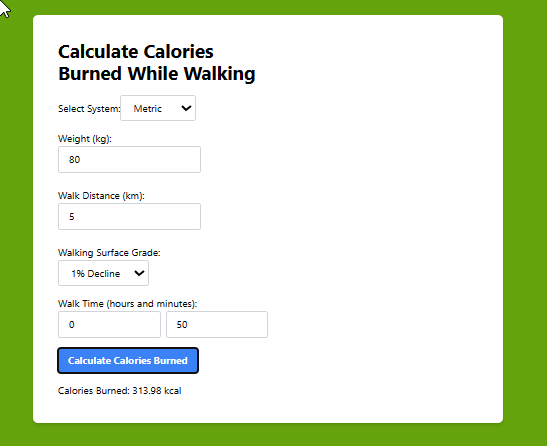 Calculate Calories
Burned While Walking
Select System: Metric
Weight (kg):
80
Walk Distance (km):
5
Walking Surface Grade:
1% Decline
Walk Time (hours and minutes):
0 50
Calculate Calories Burned
Calories Burned: 313.98 kcal